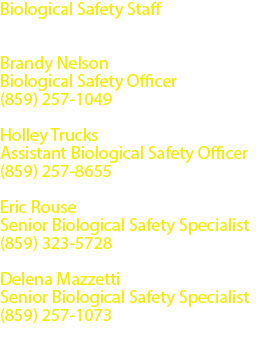 Biological Safety Staff
Brandy Nelson
Biological Safety Officer
(859) 257-1049
Holley Trucks
Assistant Biological Safety Officer
(859) 257-8655
Eric Rouse
Senior Biological Safety Specialist
(859) 323-5728
Delena Mazzetti
Senior Biological Safety Specialist
(859) 257-1073